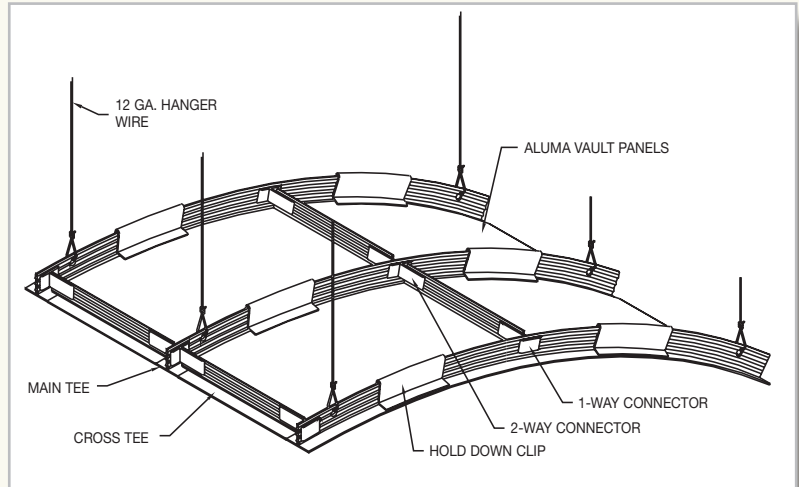 12 GA. HANGER
WIRE
ALUMA VAULT PANELS
MAIN TEE
CROSS TEE
1-WAY CONNECTOR
2-WAY CONNECTOR
HOLD DOWN CLIP